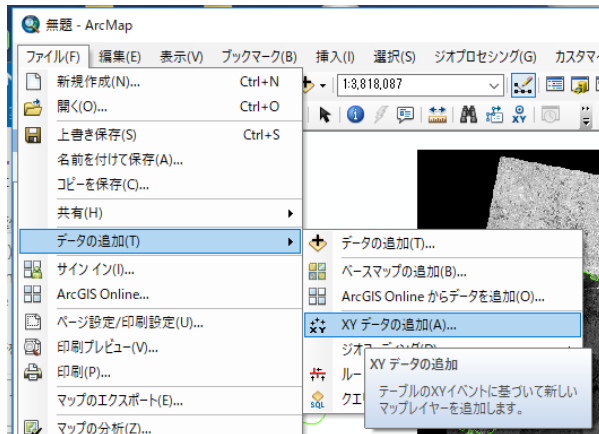 無題 - ArcMap
ファイル(F) 編集(E) 表示(V) ブックマーク(B) 挿入(I) 選択(S) ジオプロセシング(G) カスタマ
新規作成(N)... Ctrl+N
1:3,818,087
開く(O)... Ctrl+O
上書き保存(S) Ctrl+S
名前を付けて保存(A)...
コピーを保存(C)...
共有(H)
データの追加(T)
データの追加(T)...
サイン イン(I)...
ベースマップの追加(B)...
ArcGIS Online...
ArcGIS Online からデータを追加(O)...
ページ設定/印刷設定(U)...
XY データの追加(A)...
印刷プレビュー(V)...
XY データの追加
印刷(P)...
ルー
テーブルのXYイベントに基づいて新しい
マップのエクスポート(E)...
クエ
マップレイヤーを追加します。
マップの分析(Z)...